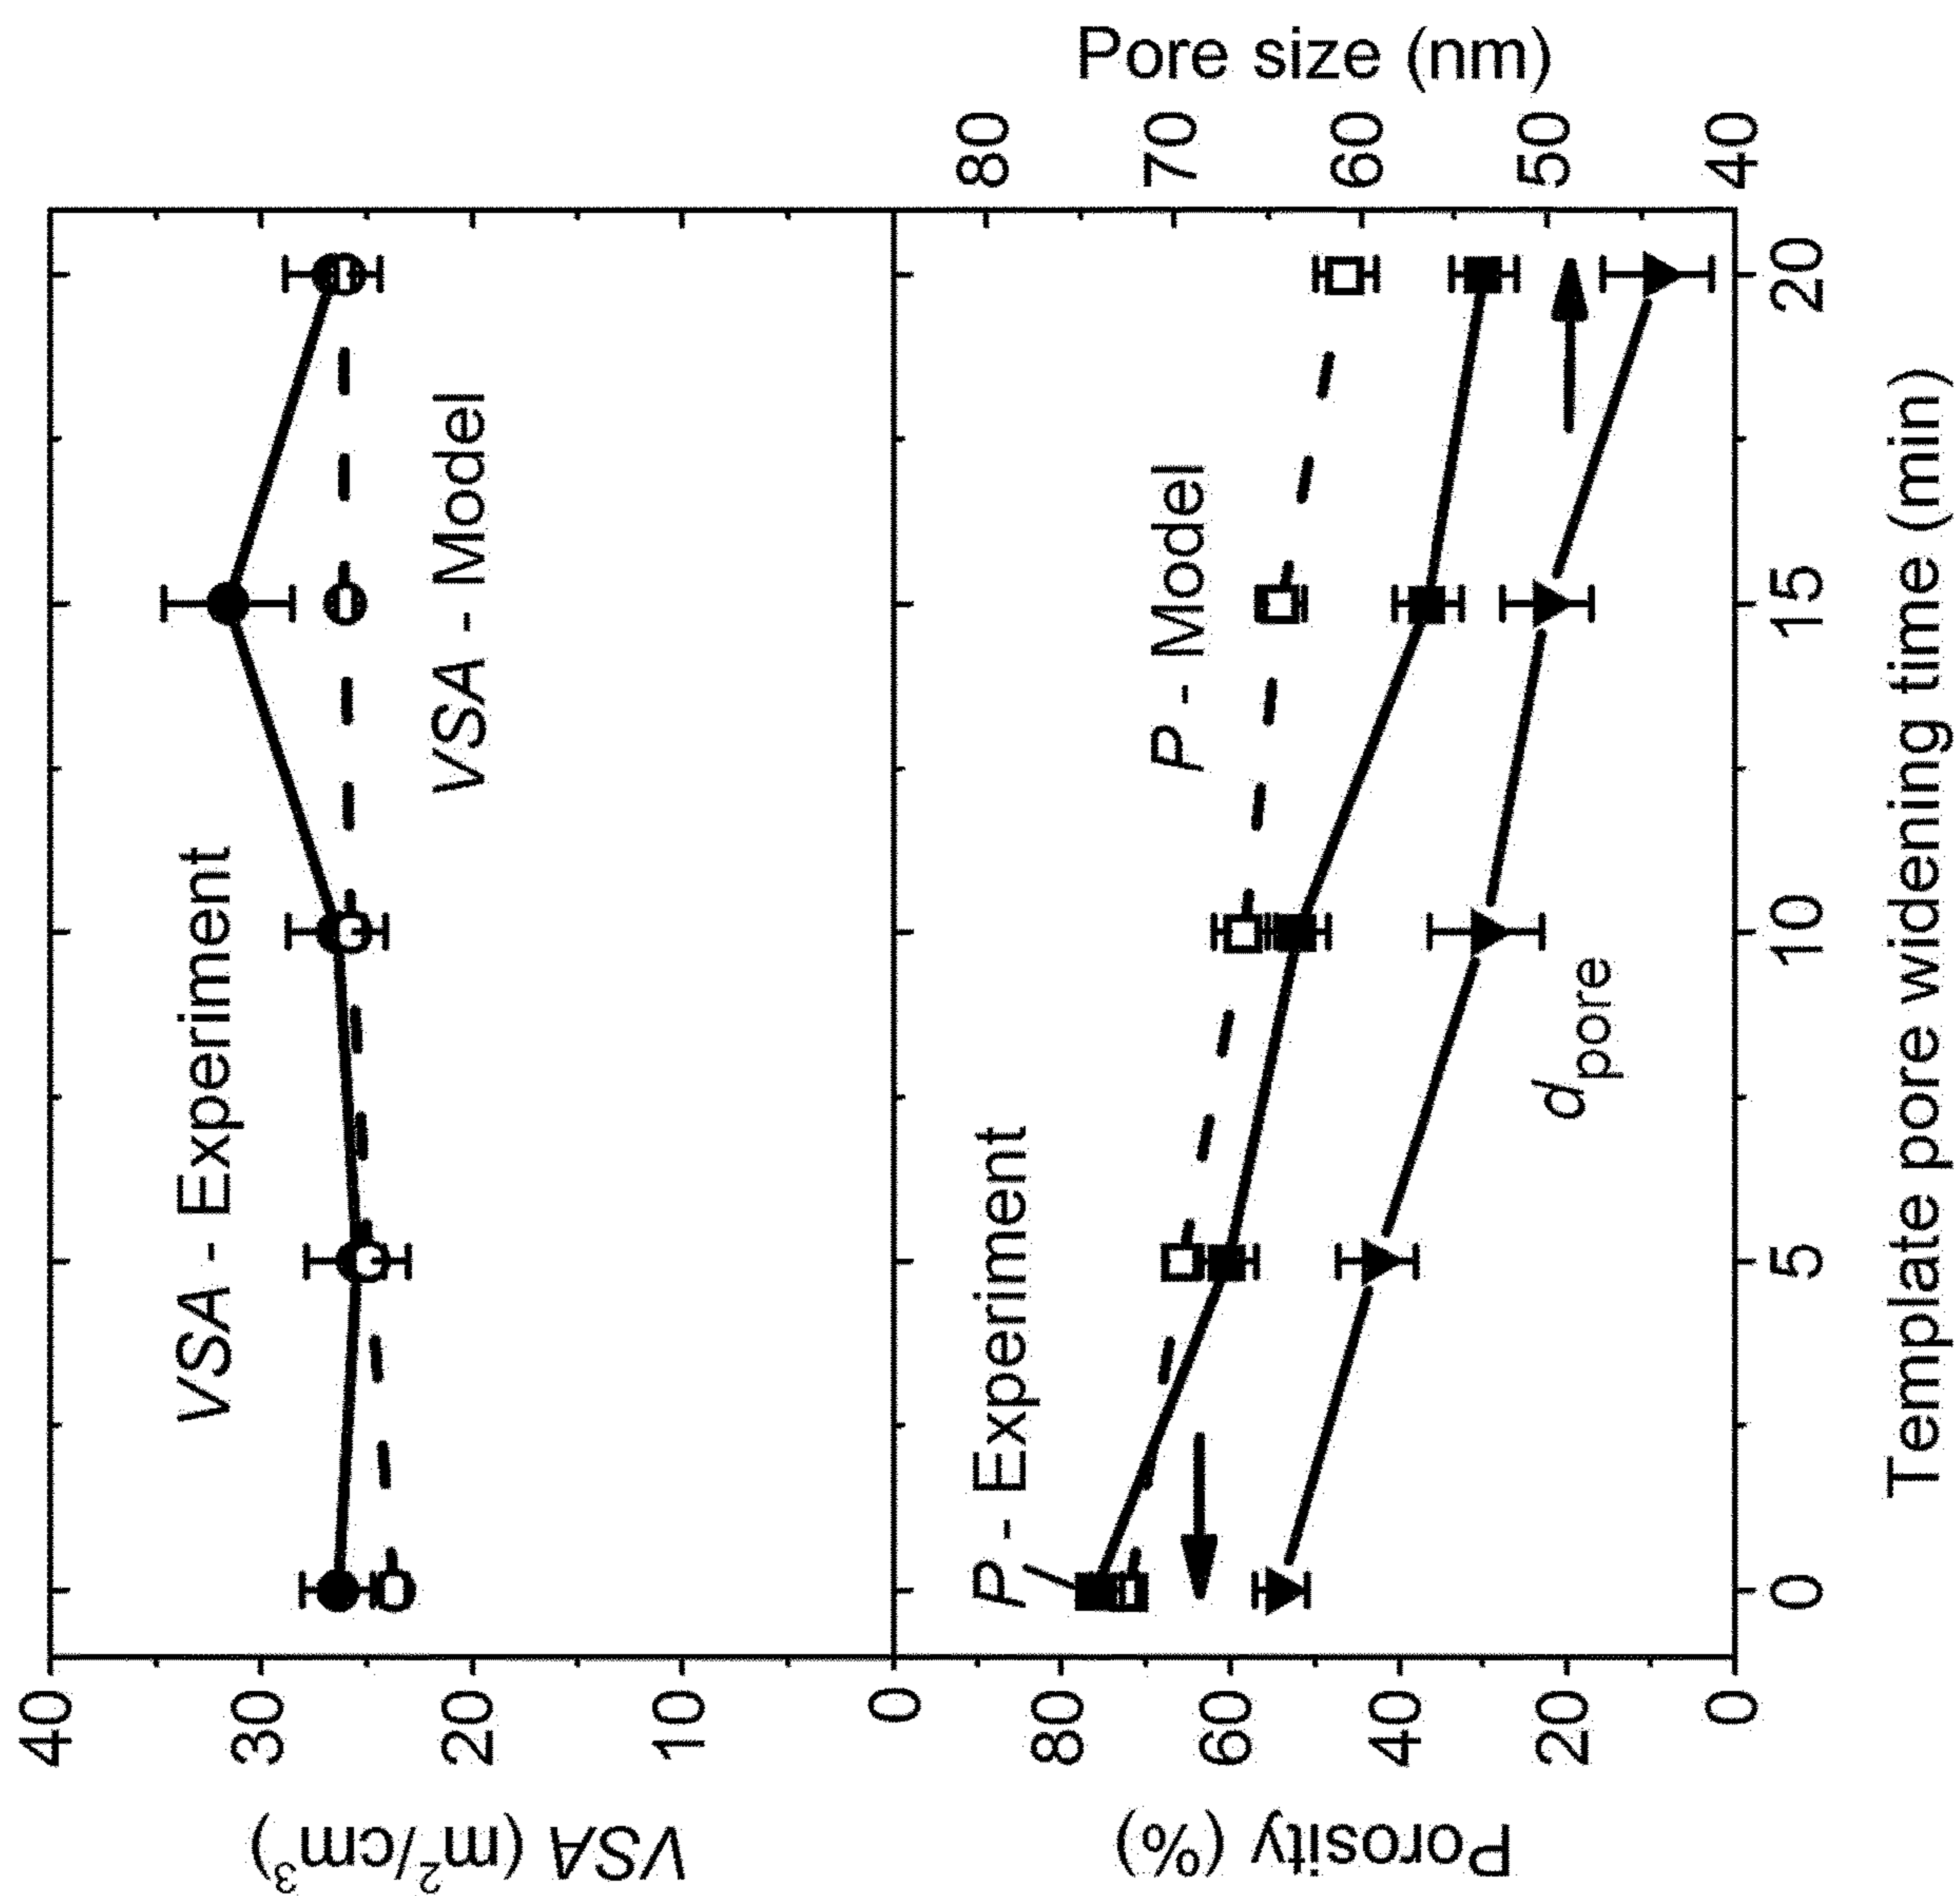 VSA (m²/cm³)
40
30
20
10
0
VSA - Experiment
VSA - Model
Porosity (%)
80
60
40
20
0
P - Experiment
P - Model
d pore
Pore size (nm)
80
70
60
50
40
0 5 10 15 20
Template pore widening time (min)